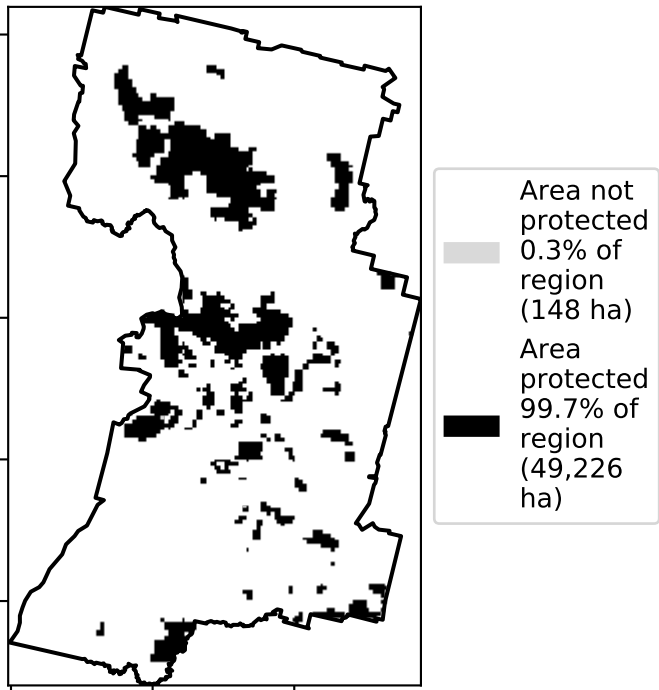 Area not
protected
0.3% of
region
(148 ha)
Area
protected
99.7% of
region
(49,226
ha)